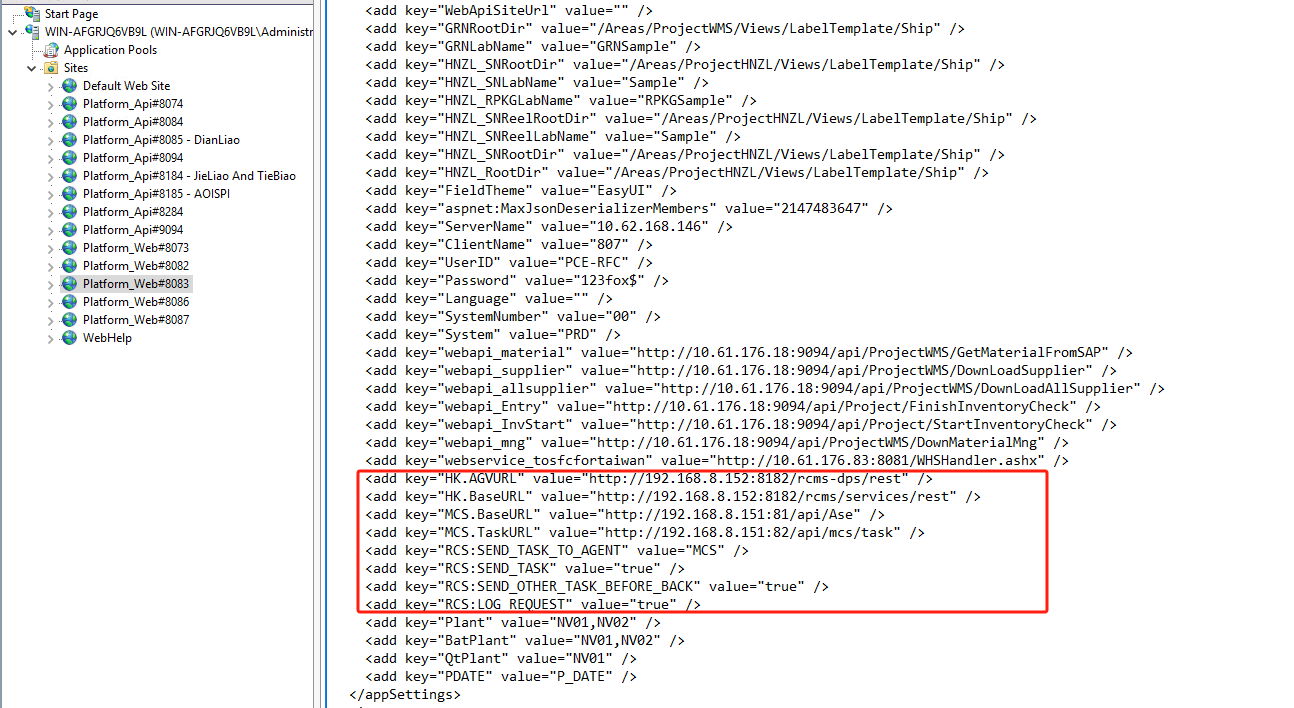 Start Page
WIN-AFGRJQ6VB9L (WIN-AFGRJQ6VB9L\Administr
Application Pools
Sites
Default Web Site
Platform_Api#8074
Platform_Api#8084
Platform_Api#8085 - DianLiao
Platform_Api#8094
Platform_Api#8184 - JieLiao And TieBiao
Platform_Api#8185 - AOISPI
Platform_Api#8284
Platform_Api#9094
Platform_Web#8073
Platform_Web#8082
Platform_Web#8083
Platform_Web#8086
Platform_Web#8087
WebHelp
<add key="WebApiSiteUrl" value="" />
<add key="GRNRootDir" value="/Areas/ProjectWMS/Views/LabelTemplate/Ship" />
<add key="GRNLabName" value="GRNSample" />
<add key="HNZL_SNRootDir" value="/Areas/ProjectHNZL/Views/LabelTemplate/Ship" />
<add key="HNZL_SNLabName" value="Sample" />
<add key="HNZL_RPKGLabName" value="RPKGSample" />
<add key="HNZL_SNReelRootDir" value="/Areas/ProjectHNZL/Views/LabelTemplate/Ship" />
<add key="HNZL_SNReelLabName" value="Sample" />
<add key="HNZL_SNRootDir" value="/Areas/ProjectHNZL/Views/LabelTemplate/Ship" />
<add key="HNZL_RootDir" value="/Areas/ProjectHNZL/Views/LabelTemplate/Ship" />
<add key="FieldTheme" value="EasyUI" />
<add key="aspnet:MaxJsonDeserializerMembers" value="2147483647" />
<add key="ServerName" value="10.62.168.146" />
<add key="ClientName" value="807" />
<add key="UserID" value="PCE-RFC" />
<add key="Password" value="123fox$" />
<add key="Language" value="" />
<add key="SystemNumber" value="00" />
<add key="System" value="PRD" />
<add key="webapi_material" value="http://10.61.176.18:9094/api/ProjectWMS/GetMaterialFromSAP" />
<add key="webapi_supplier" value="http://10.61.176.18:9094/api/ProjectWMS/DownLoadSupplier" />
<add key="webapi_allsupplier" value="http://10.61.176.18:9094/api/ProjectWMS/DownLoadAllSupplier" />
<add key="webapi_Entry" value="http://10.61.176.18:9094/api/Project/FinishInventoryCheck" />
<add key="webapi_InvStart" value="http://10.61.176.18:9094/api/Project/StartInventoryCheck" />
<add key="webapi_mng" value="http://10.61.176.18:9094/api/ProjectWMS/DownMaterialMng" />
<add key="webservice_tosfcfortaiwan" value="http://10.61.176.83:8081/WHSHandler.ashx" />
<add key="HK.AGVURL" value="http://192.168.8.152:8182/rcms-dps/rest" />
<add key="HK.BaseURL" value="http://192.168.8.152:8182/rcms/services/rest" />
<add key="MCS.BaseURL" value="http://192.168.8.151:81/api/Ase" />
<add key="MCS.TaskURL" value="http://192.168.8.151:82/api/mcs/task" />
<add key="RCS:SEND_TASK_TO_AGENT" value="MCS" />
<add key="RCS:SEND_TASK" value="true" />
<add key="RCS:SEND_OTHER_TASK_BEFORE_BACK" value="true" />
<add key="RCS:LOG_REQUEST" value="true" />
<add key="Plant" value="NV01,NV02" />
<add key="BatPlant" value="NV01,NV02" />
<add key="QtPlant" value="NV01" />
<add key="PDATE" value="P_DATE" />
</appSettings>